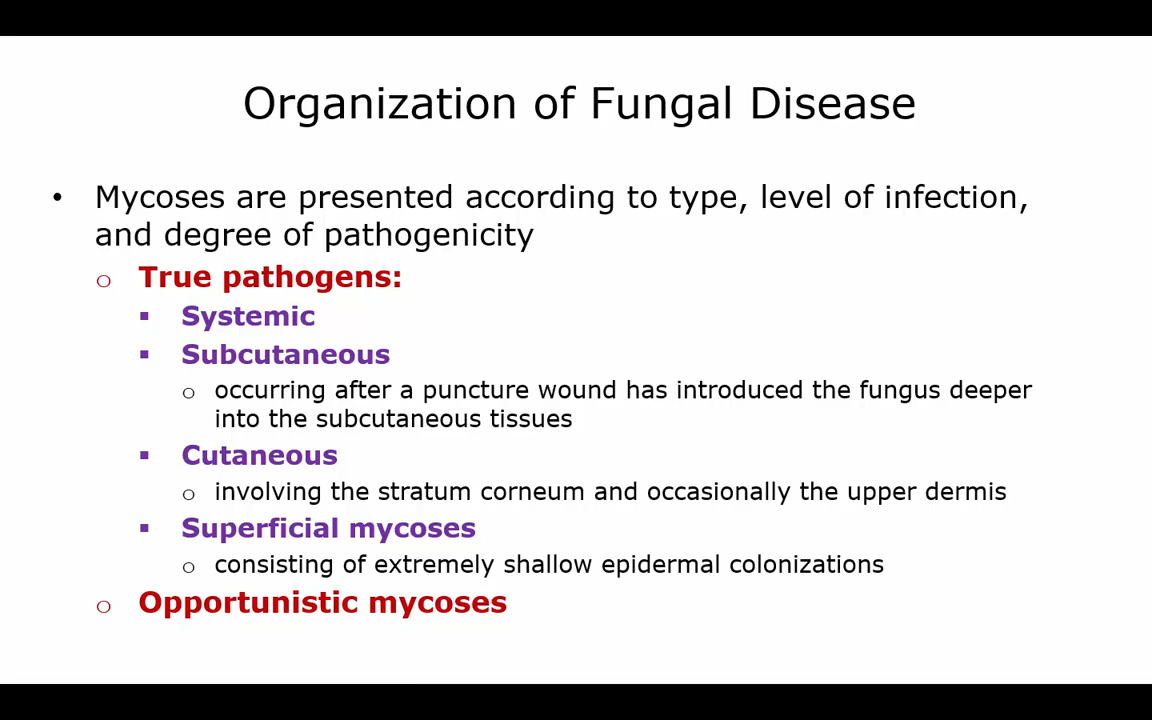 Organization of Fungal Disease
• Mycoses are presented according to type, level of infection,
and degree of pathogenicity
o True pathogens:
▪ Systemic
▪ Subcutaneous
o occurring after a puncture wound has introduced the fungus deeper
into the subcutaneous tissues
▪ Cutaneous
o involving the stratum corneum and occasionally the upper dermis
▪ Superficial mycoses
o consisting of extremely shallow epidermal colonizations
o Opportunistic mycoses